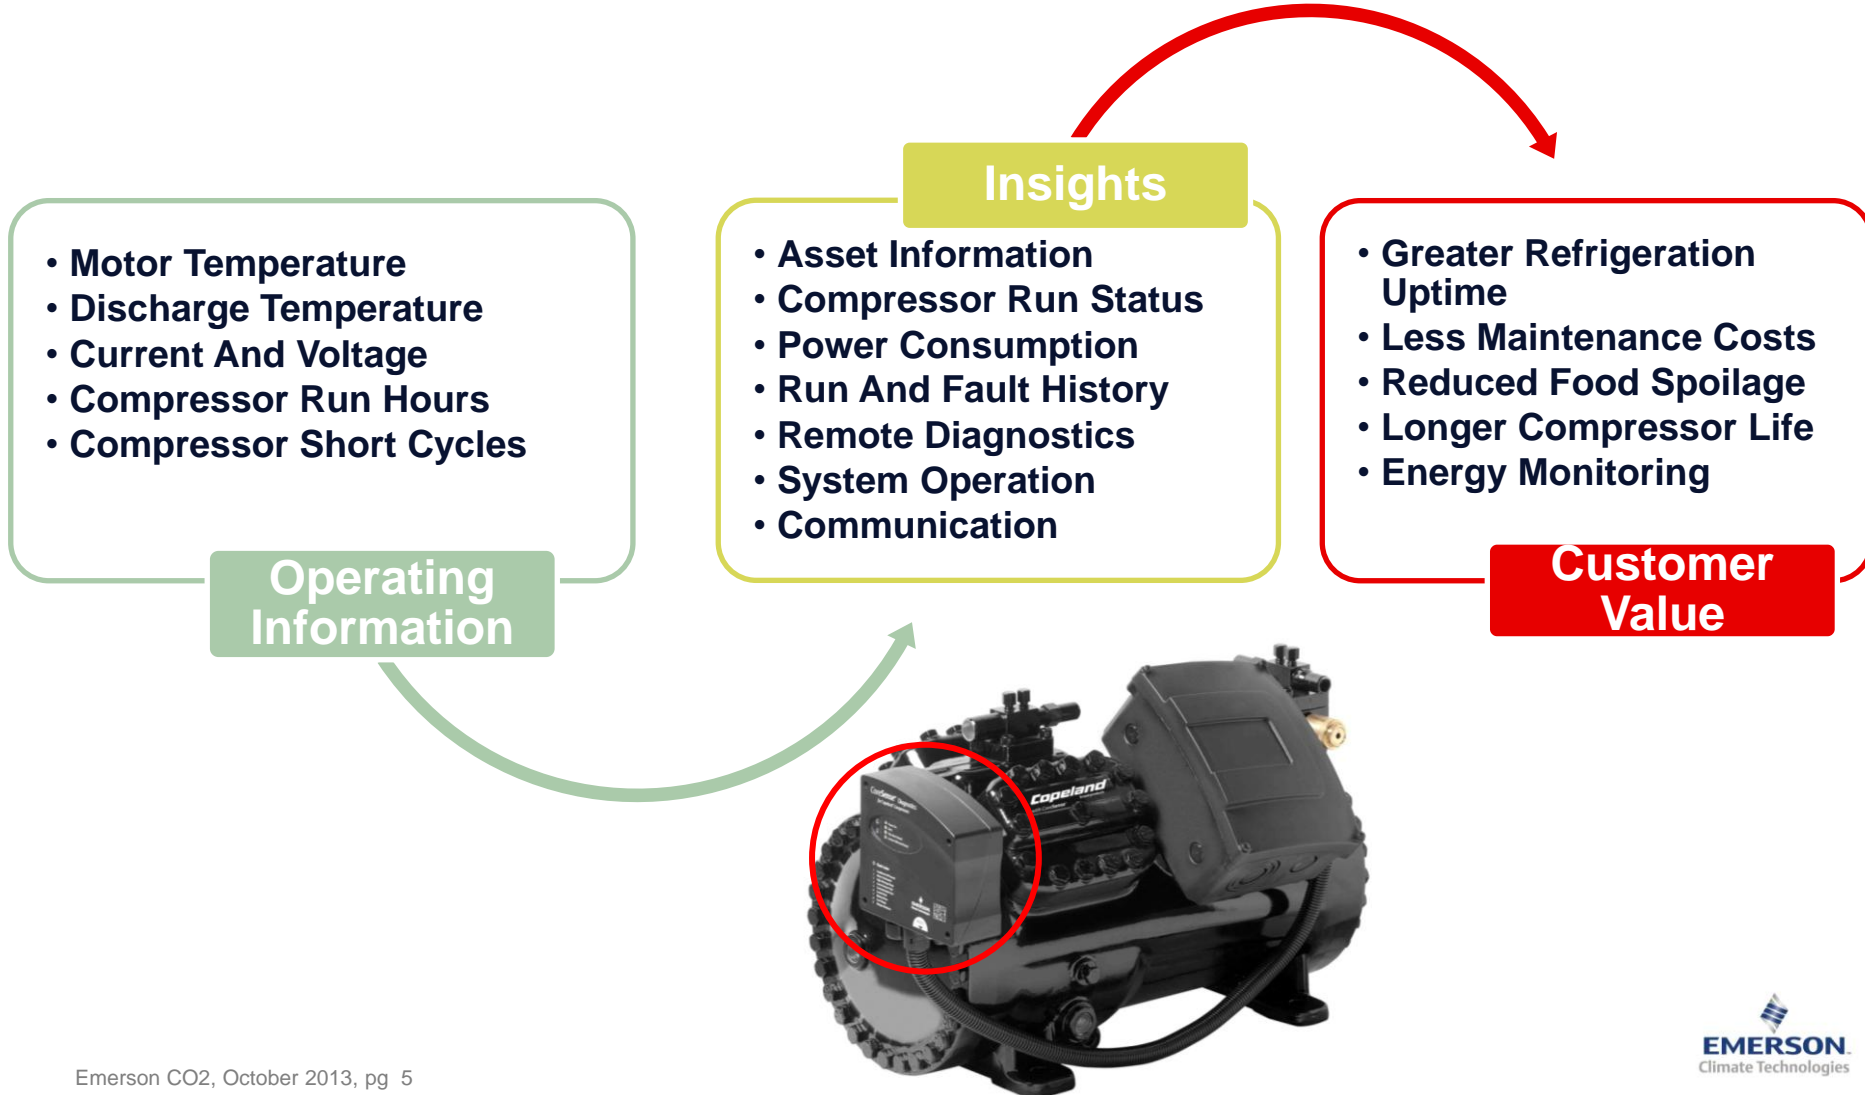 Insights
• Motor Temperature
• Discharge Temperature
• Current And Voltage
• Compressor Run Hours
• Compressor Short Cycles
Operating
Information
• Asset Information
• Compressor Run Status
• Power Consumption
• Run And Fault History
• Remote Diagnostics
• System Operation
• Communication
• Greater Refrigeration
Uptime
• Less Maintenance Costs
• Reduced Food Spoilage
• Longer Compressor Life
• Energy Monitoring
Customer
Value
Copeland
CoreSense Diagnostics
EMERSON
EMERSON
Climate Technologies
Emerson CO2, October 2013, pg 5